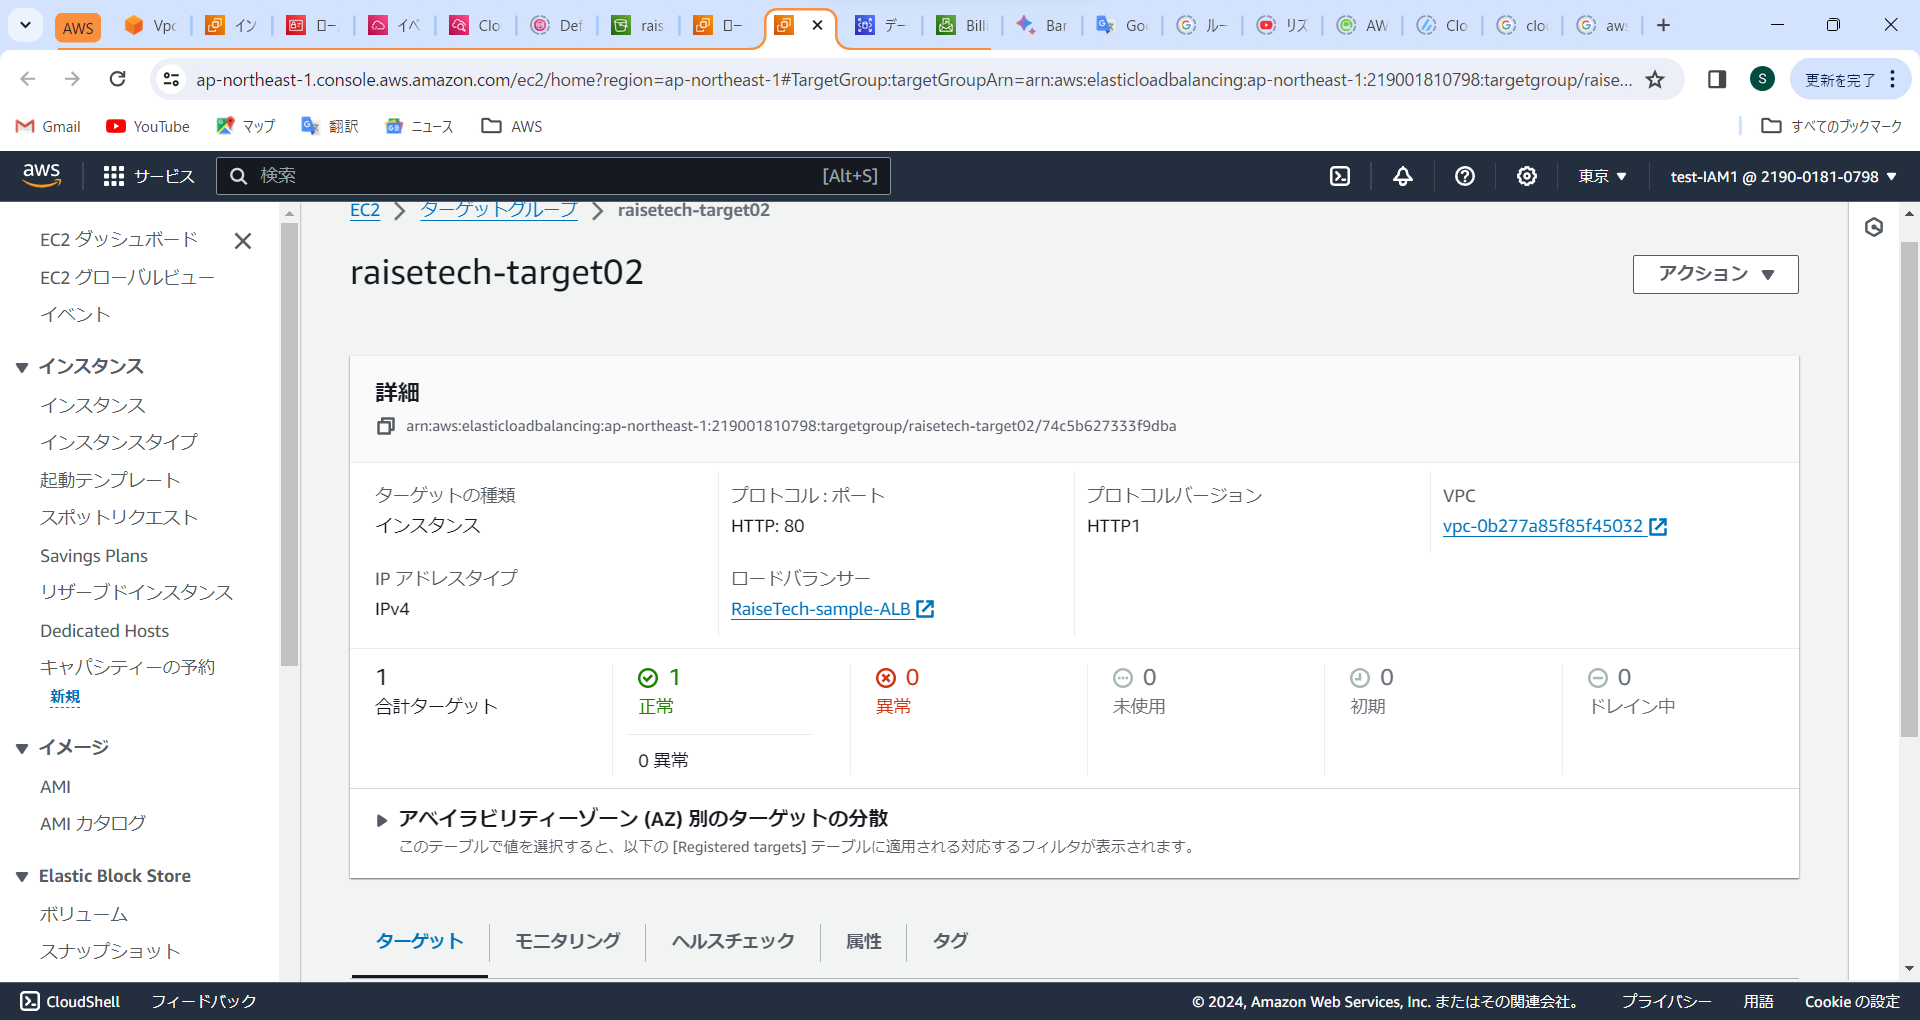 AWS
Vpc
イン
ロー
イベ
Clo
Def
rais
ロー
デー
Billi
Bar
Go
ルー
リス
AW
Clo
clo
aws
ap-northeast-1.console.aws.amazon.com/ec2/home?region=ap-northeast-1#TargetGroup:targetGroupArn=arn:aws:elasticloadbalancing:ap-northeast-1:219001810798:targetgroup/raise...
S
更新を完了
Gmail
YouTube
マップ
翻訳
ニュース
AWS
すべてのブックマーク
aws
サービス
検索
[Alt+S]
東京
test-IAM1 @ 2190-0181-0798
EC2 ダッシュボード
EC2 グローバルビュー
イベント
インスタンス
インスタンス
インスタンスタイプ
起動テンプレート
スポットリクエスト
Savings Plans
リザーブドインスタンス
Dedicated Hosts
キャパシティーの予約
新規
イメージ
AMI
AMI カタログ
Elastic Block Store
ボリューム
スナップショット
EC2 > ターゲットグループ > raisetech-target02
raisetech-target02
アクション
詳細
arn:aws:elasticloadbalancing:ap-northeast-1:219001810798:targetgroup/raisetech-target02/74c5b627333f9dba
ターゲットの種類
インスタンス
プロトコル : ポート
HTTP: 80
プロトコルバージョン
HTTP1
VPC
vpc-0b277a85f85f45032
IP アドレスタイプ
IPv4
ロードバランサー
RaiseTech-sample-ALB
1
合計ターゲット
1
正常
0 異常
0
異常
0
未使用
0
初期
0
ドレイン中
アベイラビリティーゾーン (AZ) 別のターゲットの分散
このテーブルで値を選択すると、以下の [Registered targets] テーブルに適用される対応するフィルタが表示されます。
ターゲット
モニタリング
ヘルスチェック
属性
タグ
CloudShell
フィードバック
© 2024, Amazon Web Services, Inc. またはその関連会社。
プライバシー
用語
Cookie の設定